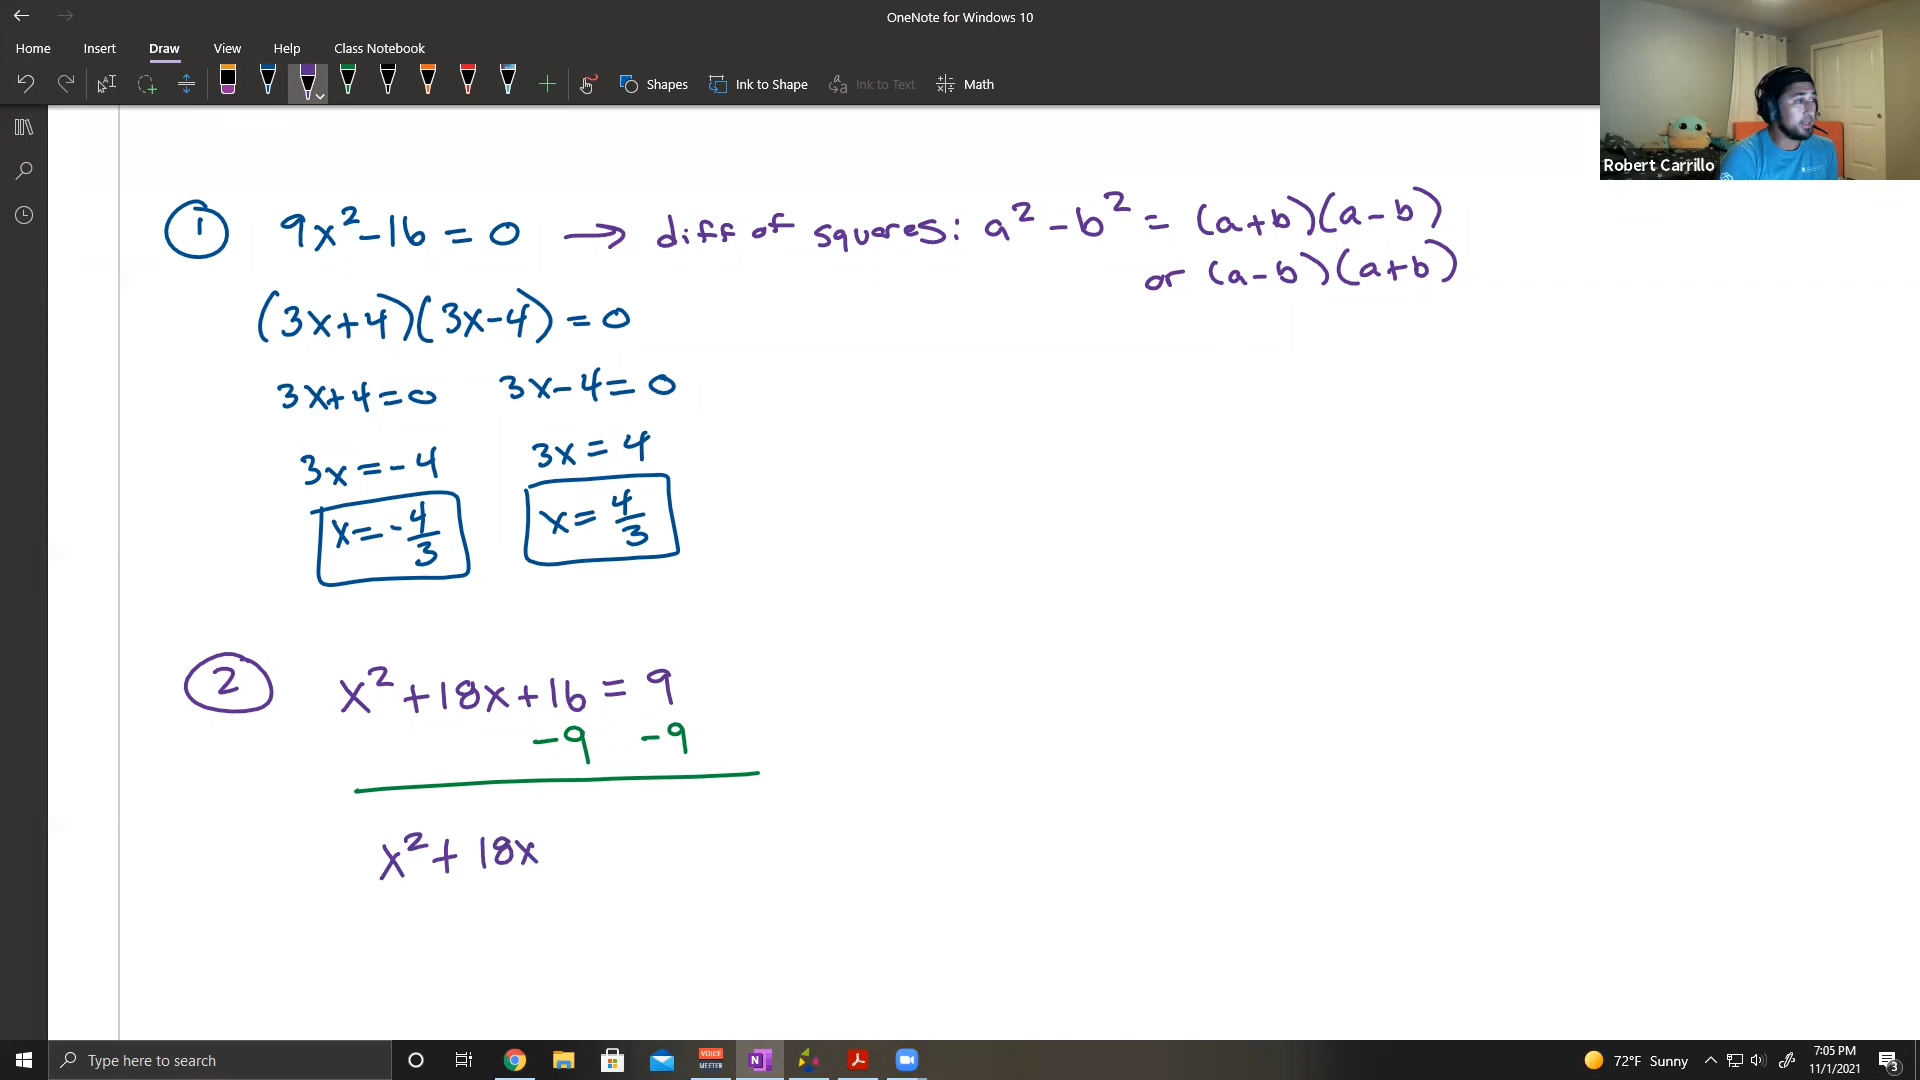 OneNote for Windows 10
Home Insert Draw View Help Class Notebook
Shapes Ink to Shape Ink to Text Math
Robert Carrillo
1 9x²-16 = 0 → diff of squares: a² - b² = (a+b)(a-b)
or (a-b)(a+b)
(3x+4)(3x-4) = 0
3x+4=0 3x-4=0
3x=-4 3x=4
x=-4/3 x=4/3
2 x²+18x+16 = 9
-9 -9
x²+ 18x
Type here to search
VOICE
MEETER
N
72°F Sunny
7:05 PM
11/1/2021
3